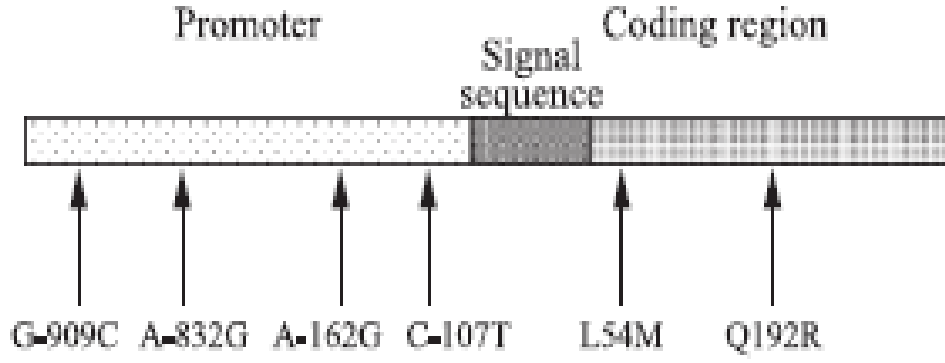 Promoter
Coding region
Signal
sequence
G-909C A-832G A-162G C-107T L54M Q192R